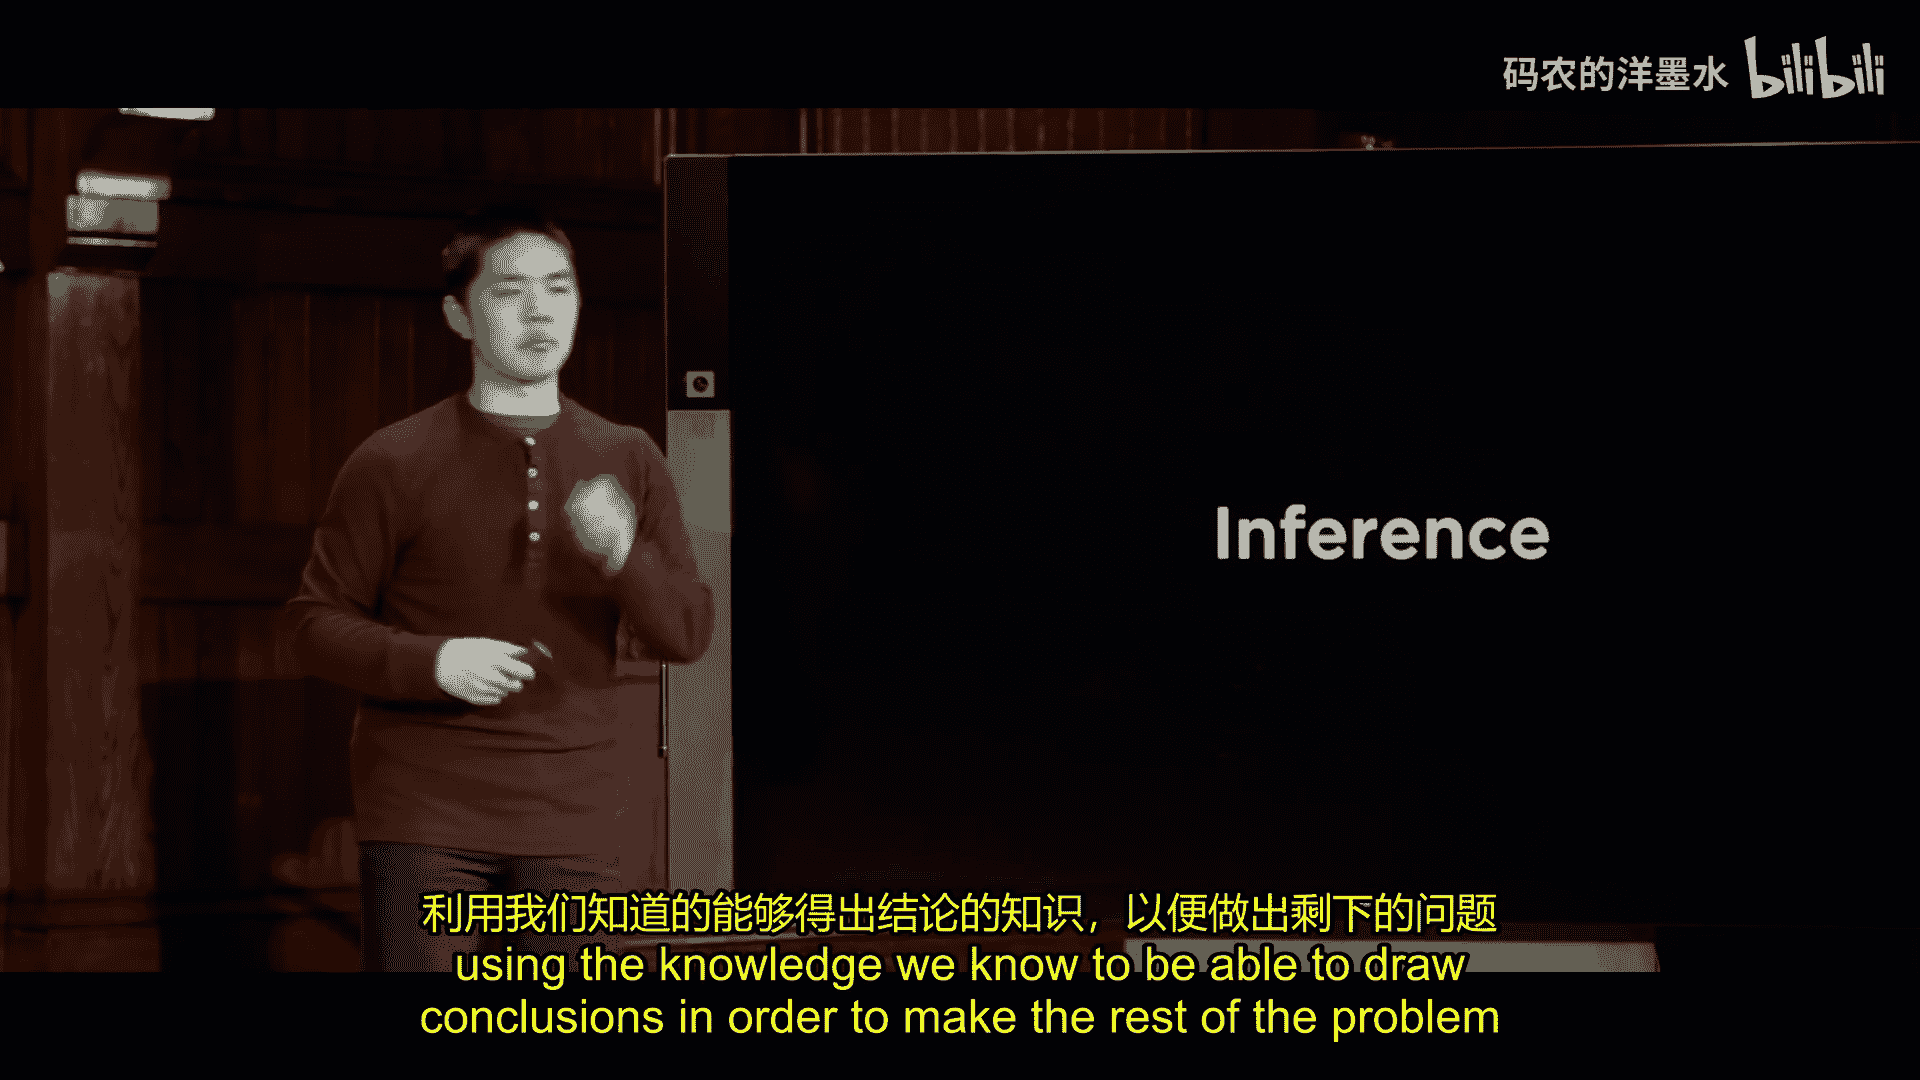 码农的洋墨水 bilibili
Inference
利用我们知道的能够得出结论的知识，以便做出剩下的问题
using the knowledge we know to be able to draw
conclusions in order to make the rest of the problem